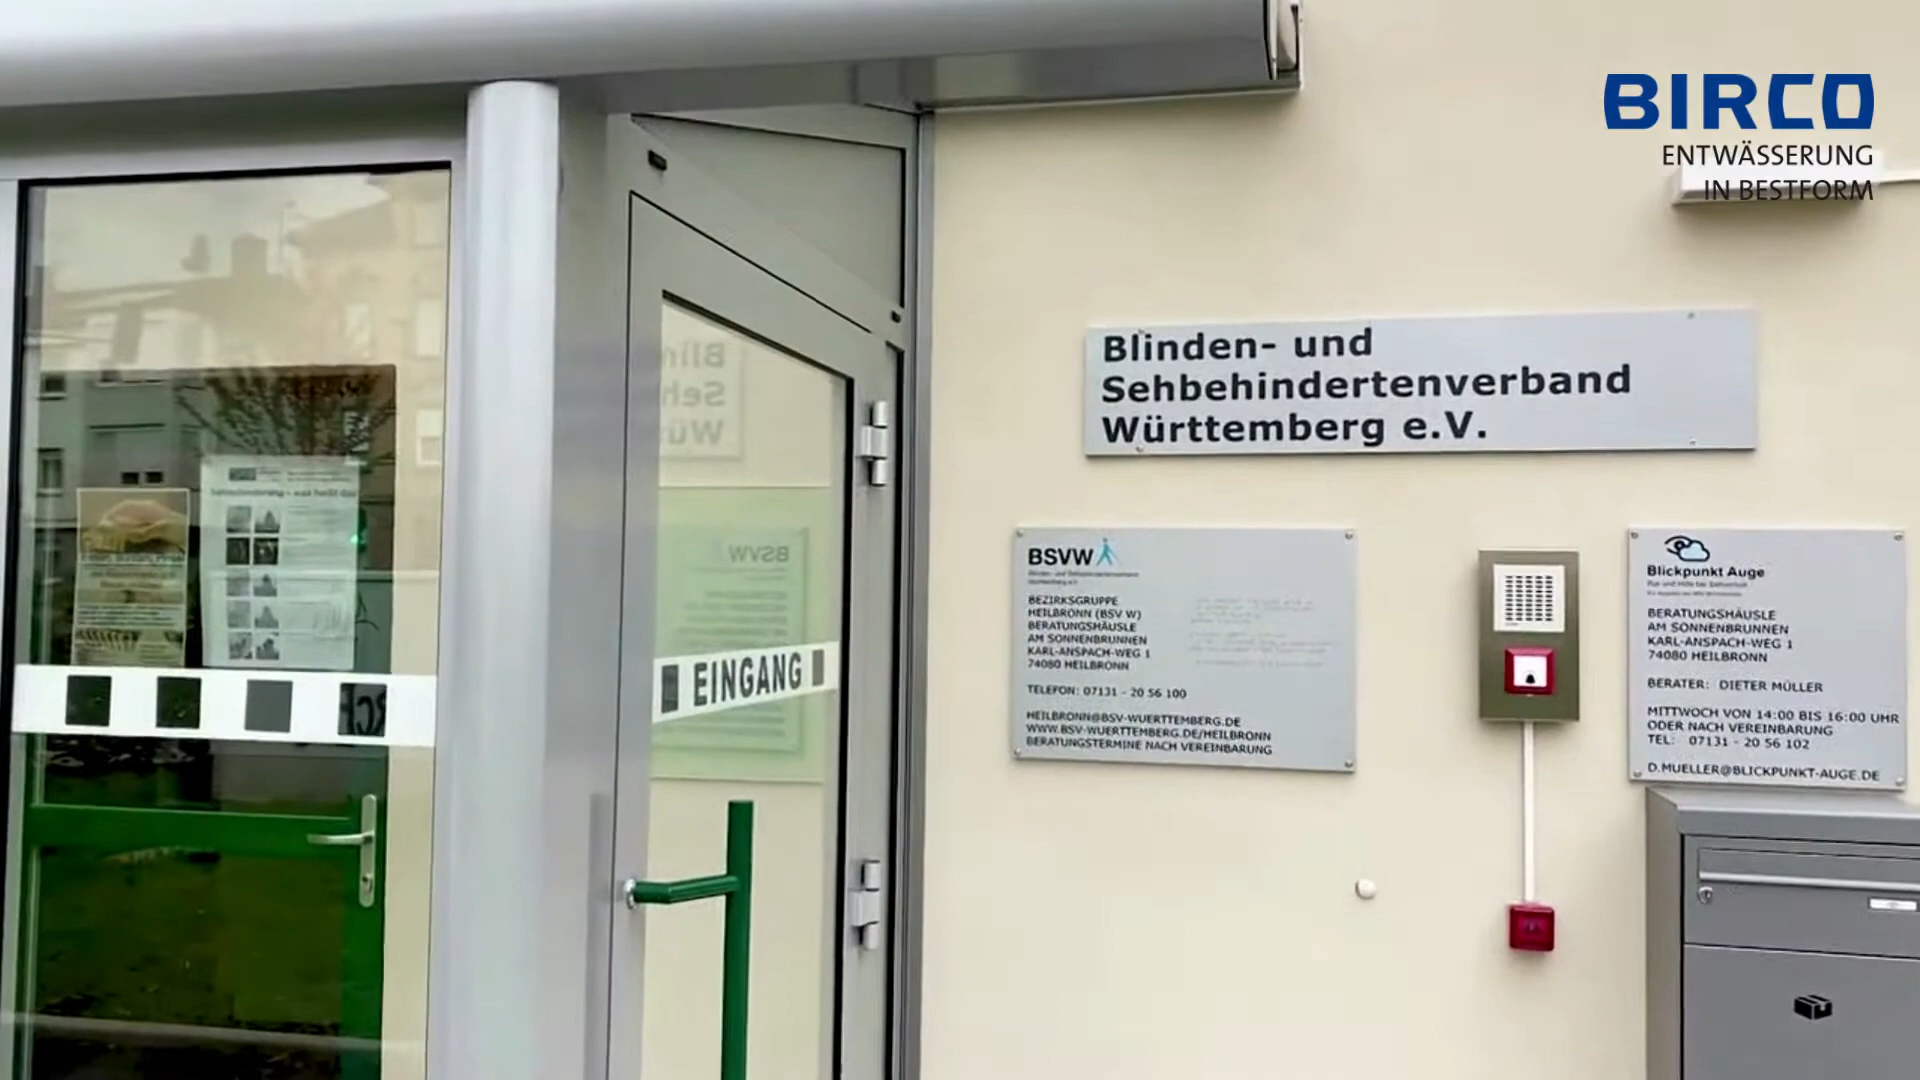 BIRCO
ENTWÄSSERUNG
IN BESTFORM
Blinden- und
Sehbehindertenverband
Württemberg e.V.
BSVW
BEZIRKSGRUPPE
HEILBRONN (BSV W)
BERATUNGSHÄUSLE
AM SONNENBRUNNEN
KARL-ANSPACH-WEG 1
74080 HEILBRONN
TELEFON: 07131 - 20 56 100
HEILBRONN@BSV-WUERTTEMBERG.DE
WWW.BSV-WUERTTEMBERG.DE/HEILBRONN
BERATUNGSTERMINE NACH VEREINBARUNG
Blickpunkt Auge
BERATUNGSHÄUSLE
AM SONNENBRUNNEN
KARL-ANSPACH-WEG 1
74080 HEILBRONN
BERATER: DIETER MÜLLER
MITTWOCH VON 14:00 BIS 16:00 UHR
ODER NACH VEREINBARUNG
TEL: 07131 - 20 56 102
D.MUELLER@BLICKPUNKT-AUGE.DE
EINGANG